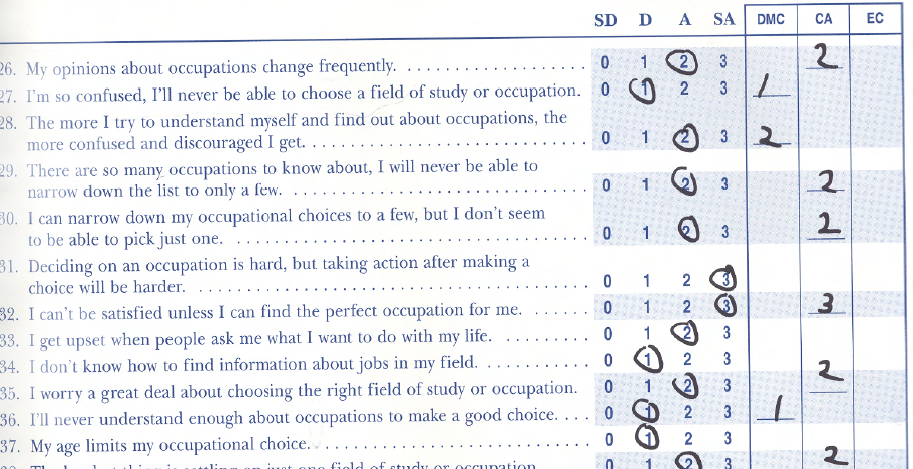 SD D A SA DMC CA EC
26. My opinions about occupations change frequently. 0 1 2 3 2
27. I'm so confused, I'll never be able to choose a field of study or occupation. 0 1 2 3 1
28. The more I try to understand myself and find out about occupations, the
more confused and discouraged I get. 0 1 2 3 2
29. There are so many occupations to know about, I will never be able to
narrow down the list to only a few. 0 1 2 3 2
30. I can narrow down my occupational choices to a few, but I don't seem
to be able to pick just one. 0 1 2 3 2
31. Deciding on an occupation is hard, but taking action after making a
choice will be harder. 0 1 2 3
32. I can't be satisfied unless I can find the perfect occupation for me. 0 1 2 3 3
33. I get upset when people ask me what I want to do with my life. 0 1 2 3
34. I don't know how to find information about jobs in my field. 0 1 2 3
35. I worry a great deal about choosing the right field of study or occupation. 0 1 2 3 2
36. I'll never understand enough about occupations to make a good choice. 0 1 2 3 1
37. My age limits my occupational choice. 0 1 2 3
just one field of study or occupation 0 1 2 3 2